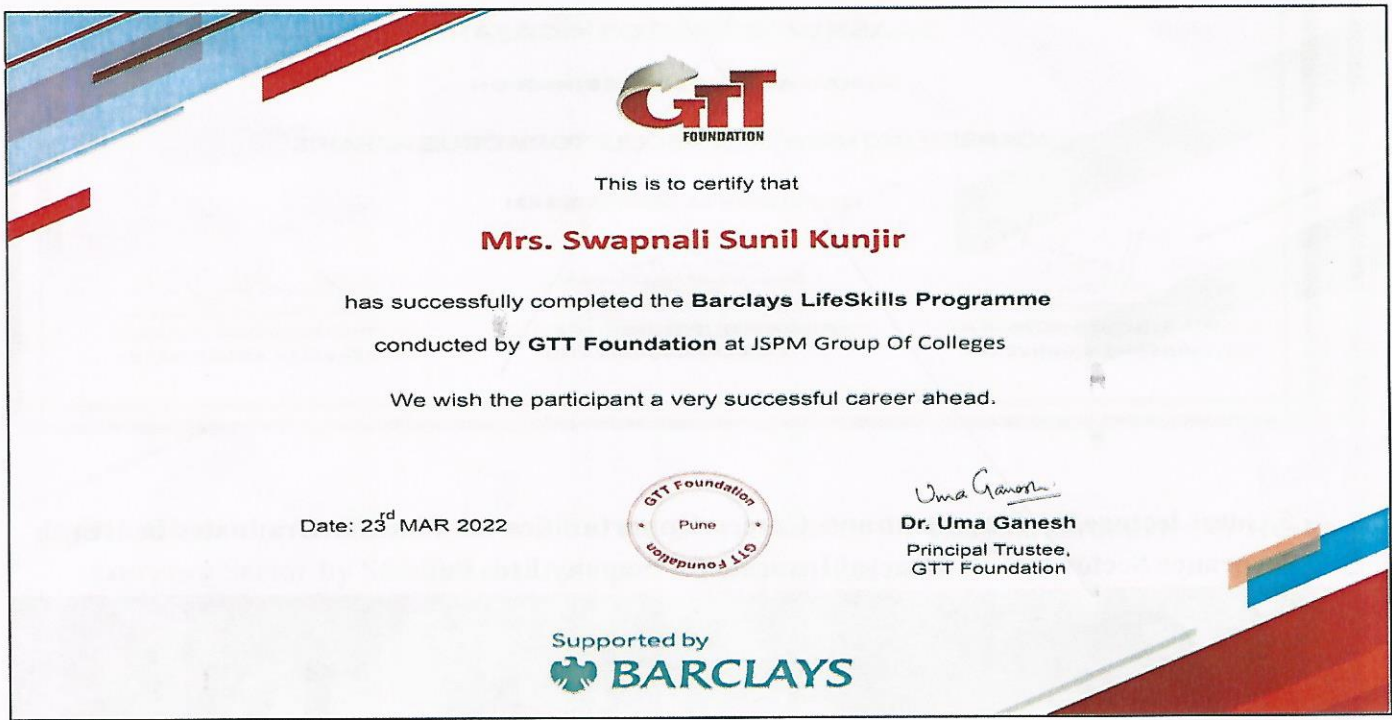 GTT
FOUNDATION
This is to certify that
Mrs. Swapnali Sunil Kunjir
has successfully completed the Barclays LifeSkills Programme
conducted by GTT Foundation at JSPM Group Of Colleges
We wish the participant a very successful career ahead.
Date: 23rd MAR 2022
GTT Foundation
Pune
GTT Foundation
Uma Ganesh
Dr. Uma Ganesh
Principal Trustee,
GTT Foundation
Supported by
BARCLAYS